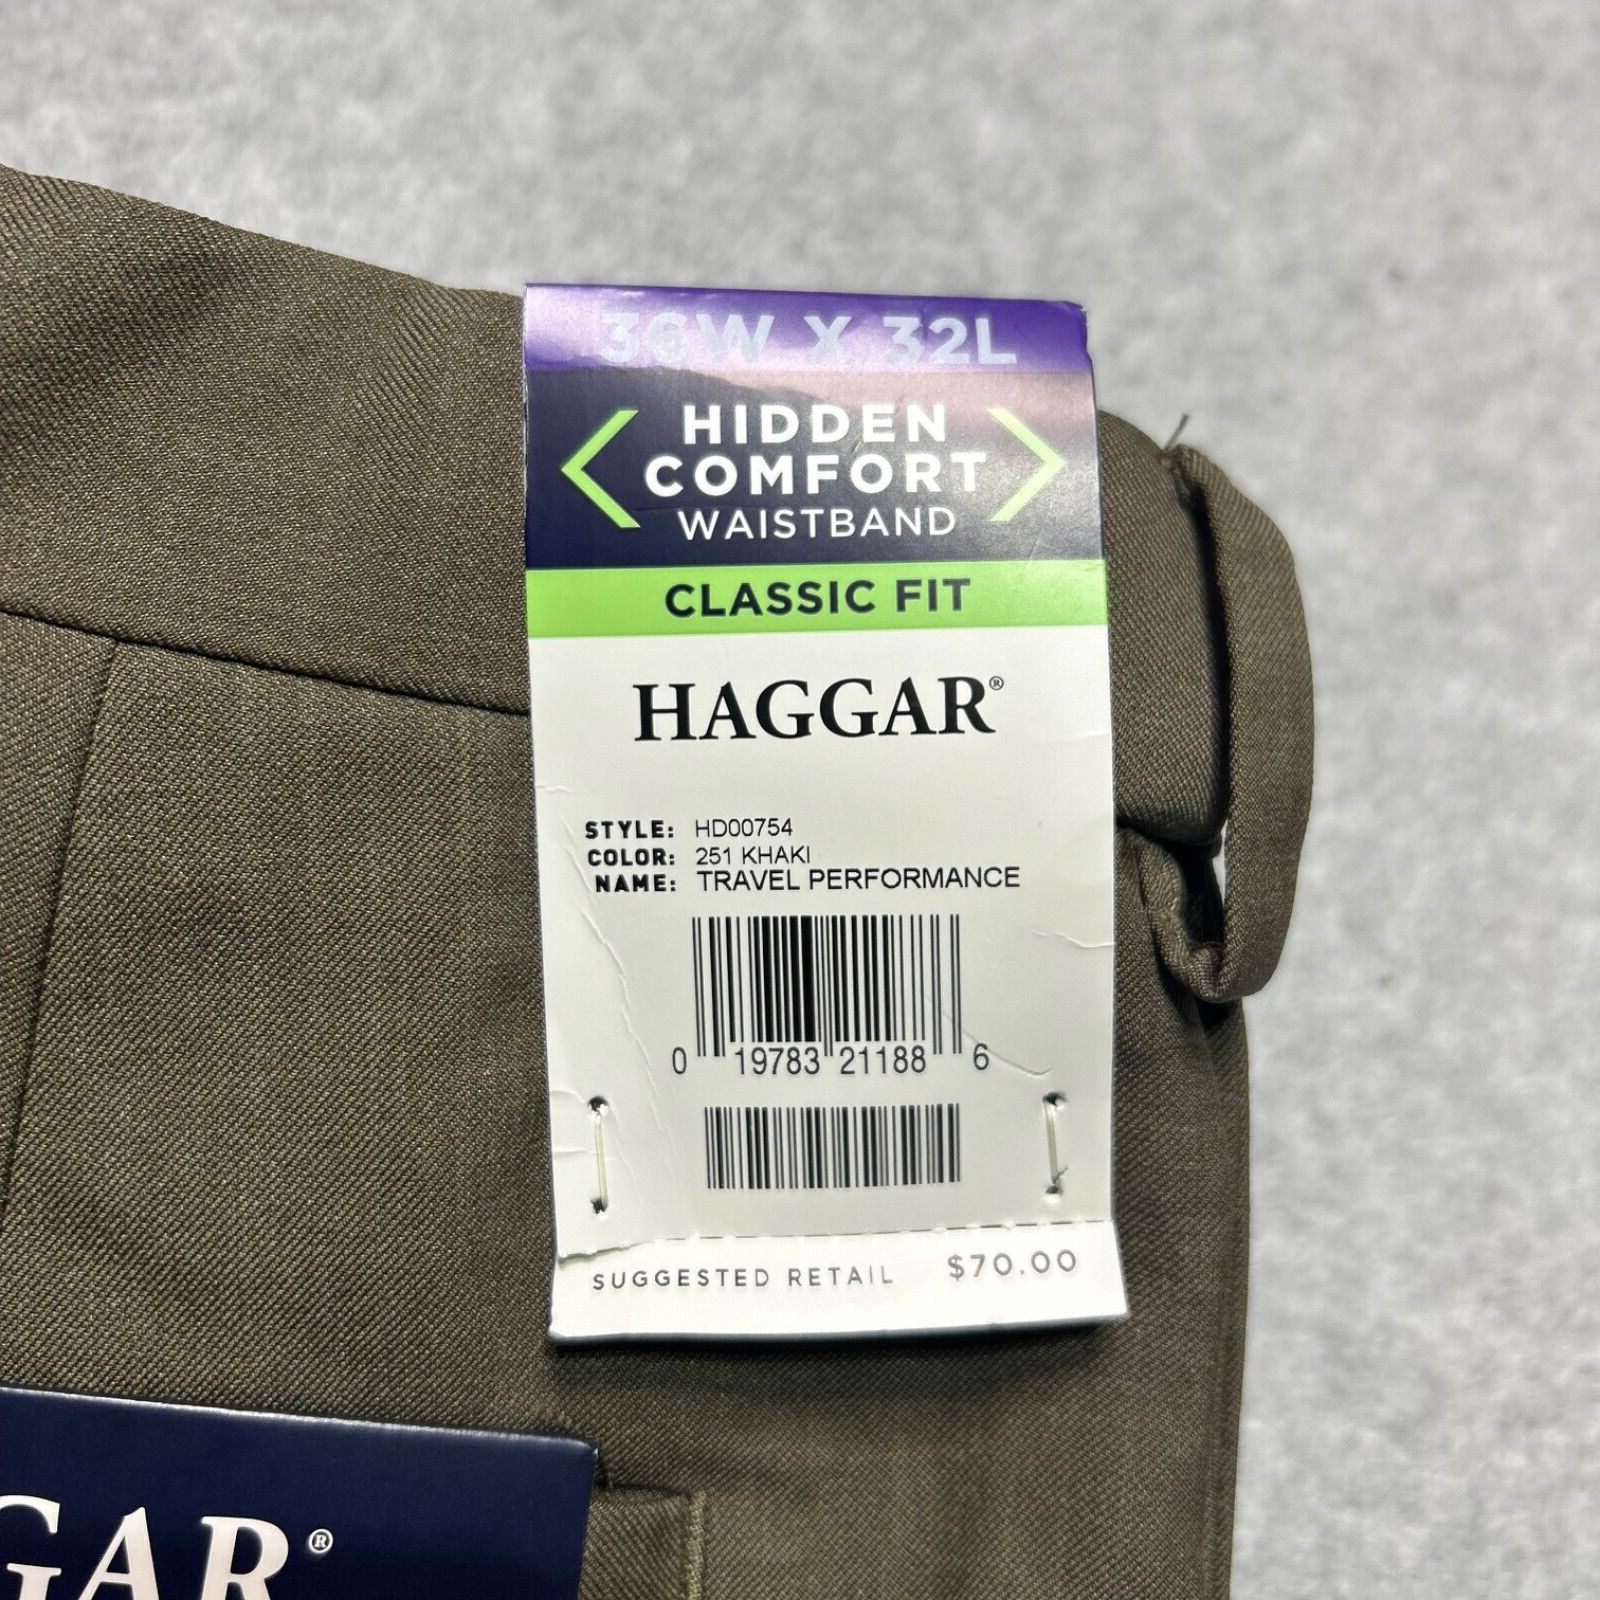 36W X 32L
HIDDEN
COMFORT
WAISTBAND
CLASSIC FIT
HAGGAR®
STYLE: HD00754
COLOR: 251 KHAKI
NAME: TRAVEL PERFORMANCE
0 19783 21188 6
SUGGESTED RETAIL $70.00
GAR®